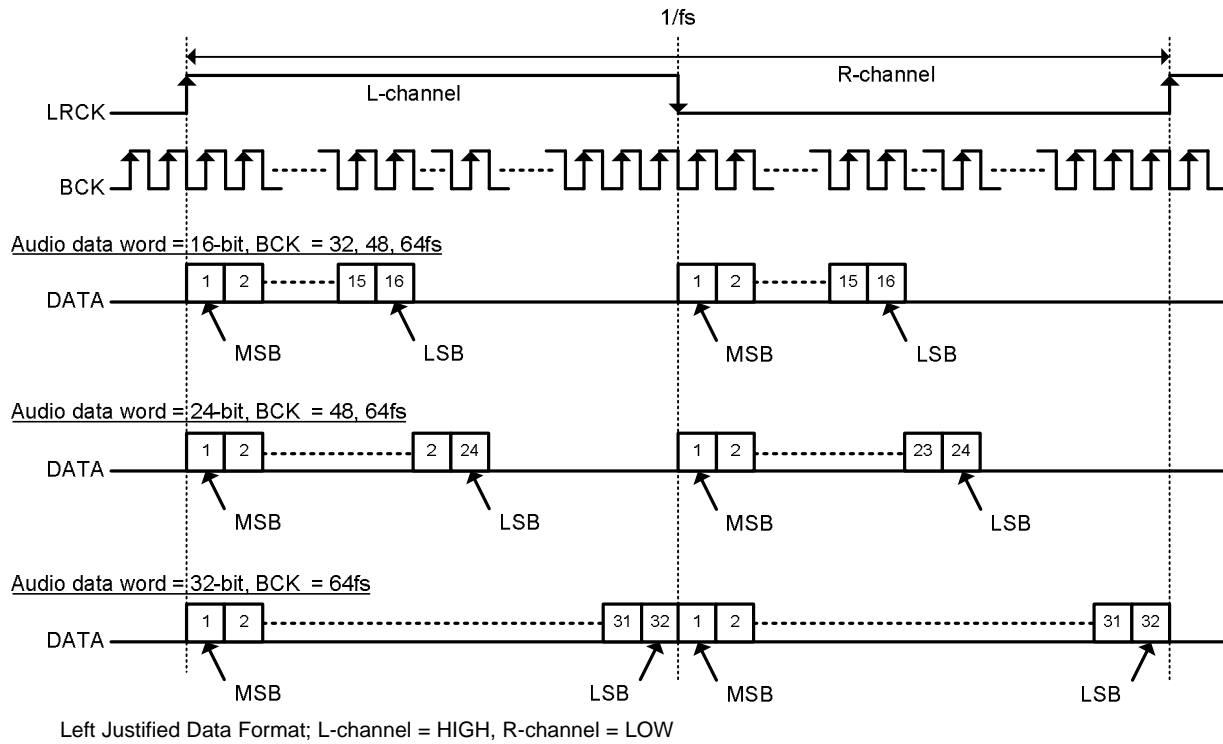 1/fs
L-channel
R-channel
LRCK
BCK
Audio data word = 16-bit, BCK = 32, 48, 64fs
DATA
1 2 15 16 1 2 15 16
MSB LSB MSB LSB
Audio data word = 24-bit, BCK = 48, 64fs
DATA
1 2 2 24 1 2 23 24
MSB LSB MSB LSB
Audio data word = 32-bit, BCK = 64fs
DATA
1 2 31 32 1 2 31 32
MSB LSB MSB LSB
Left Justified Data Format; L-channel = HIGH, R-channel = LOW